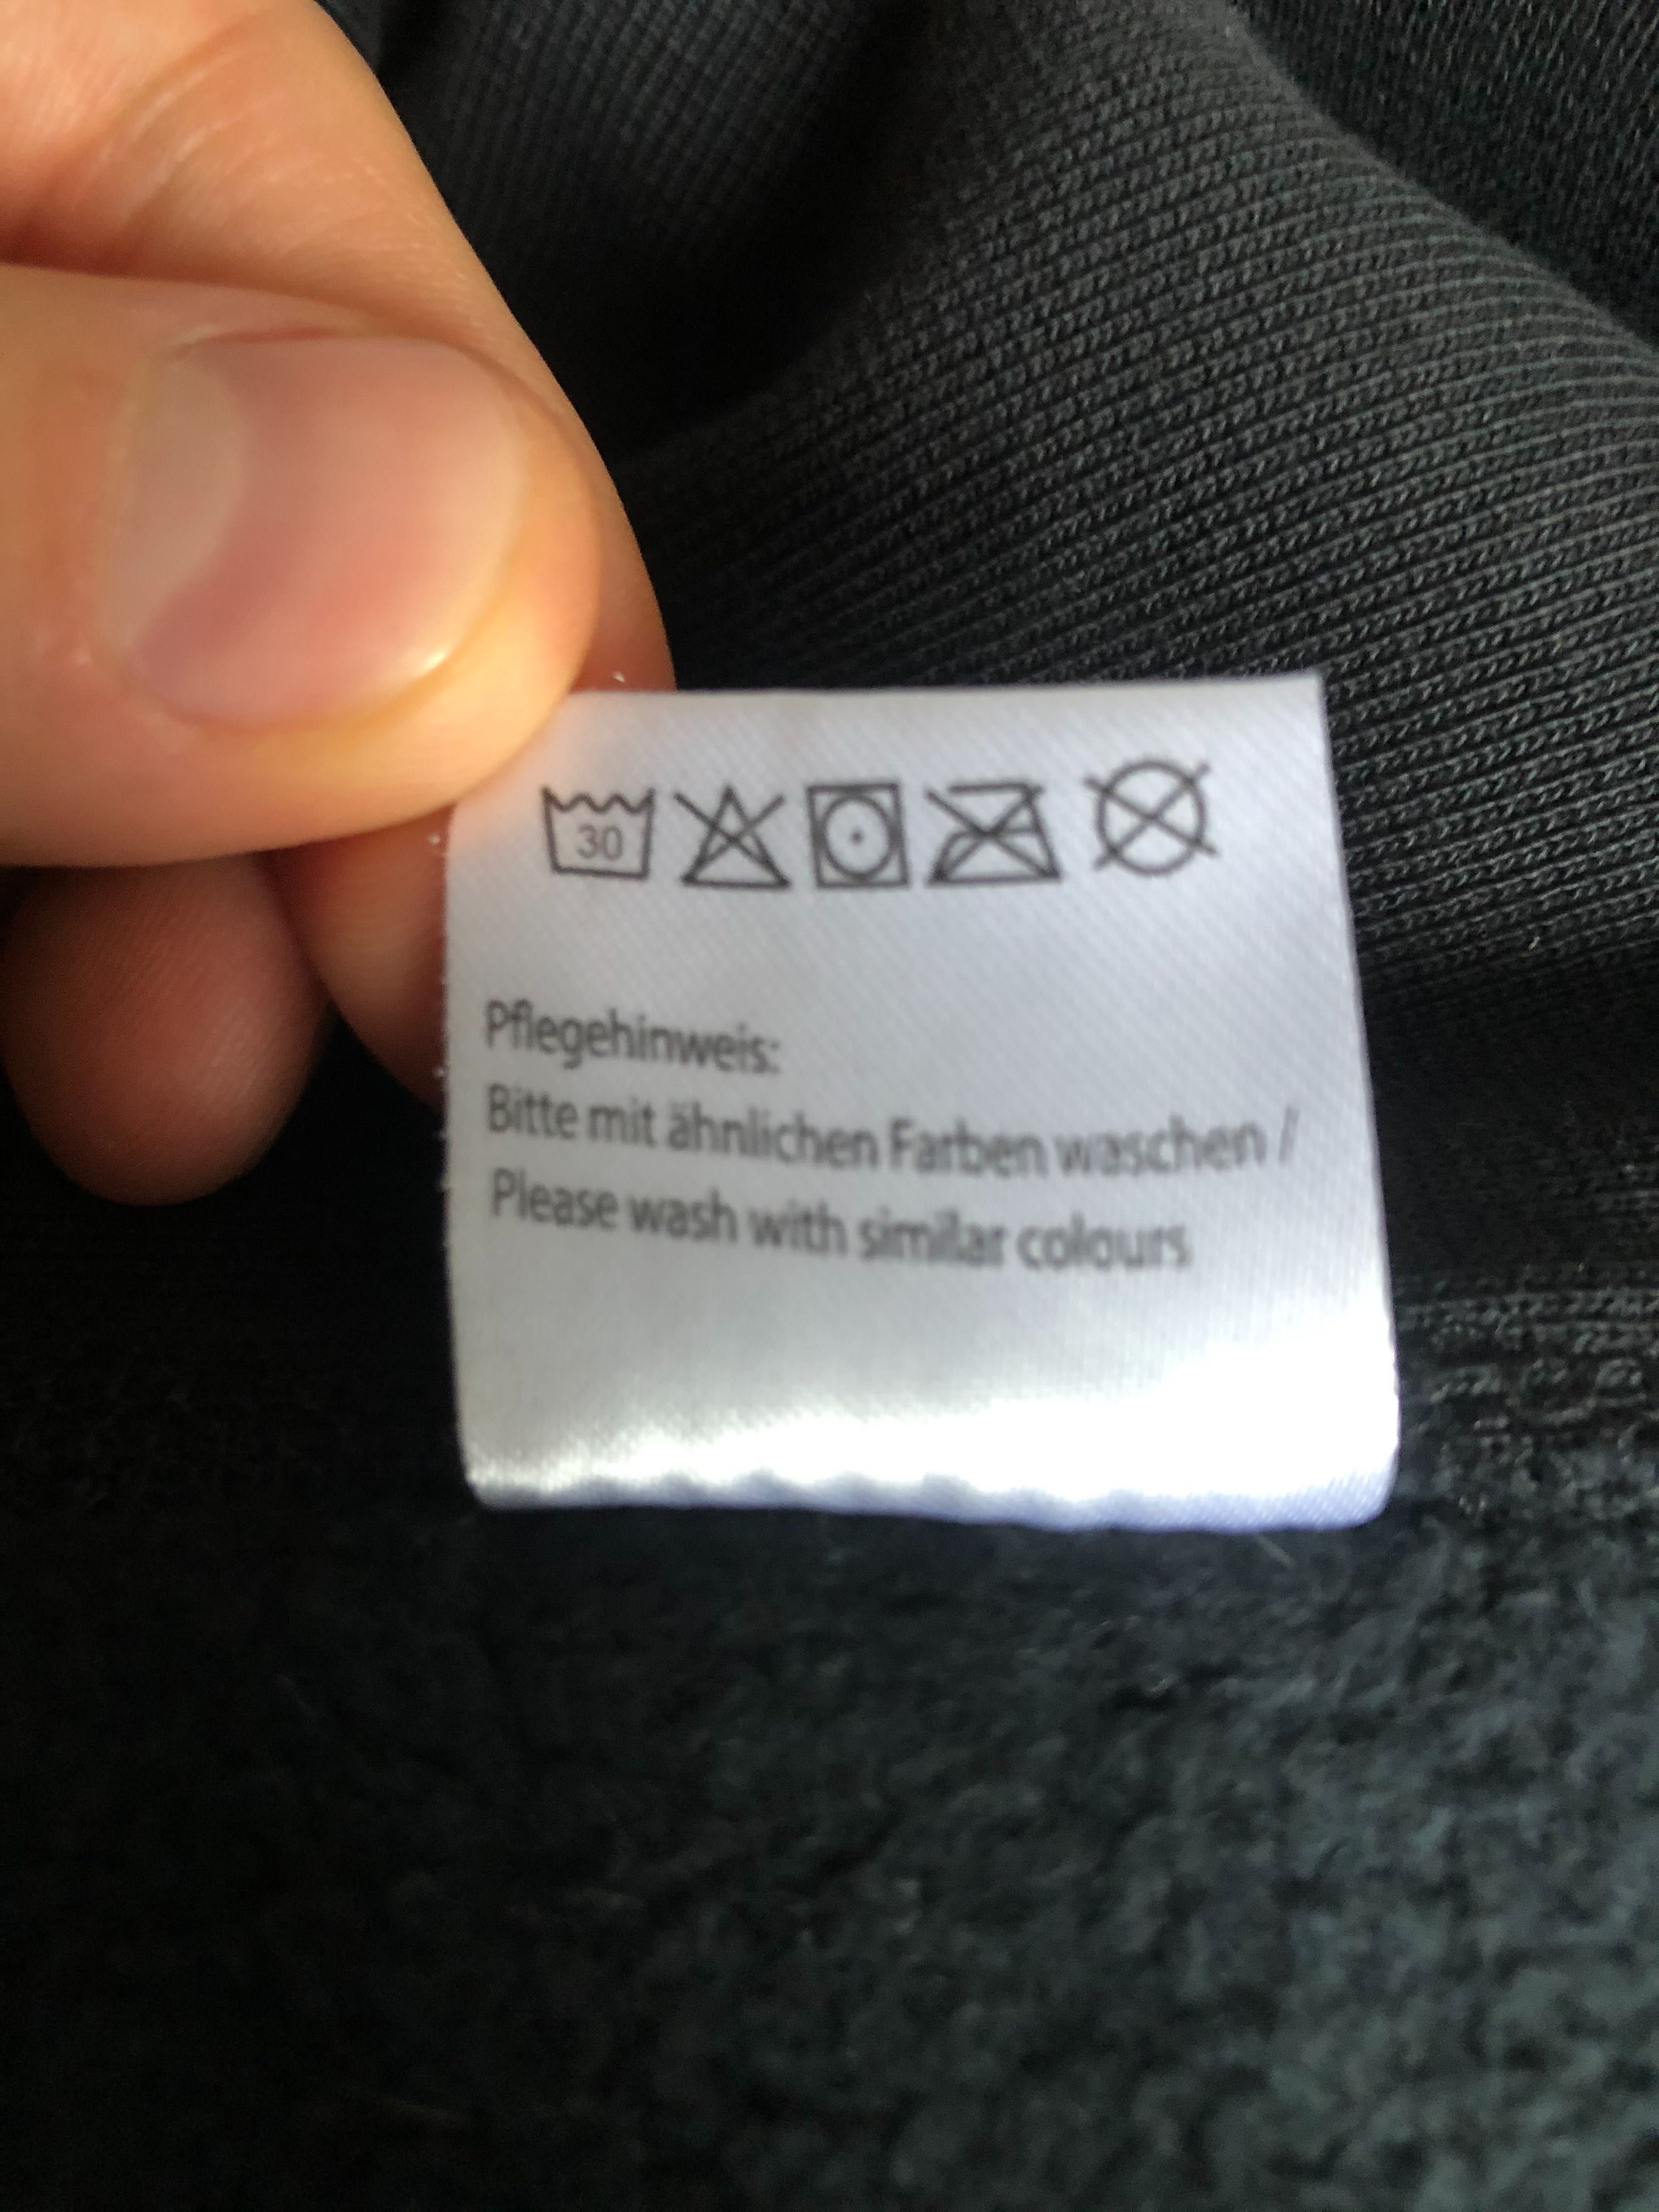 30
Pflegehinweis:
Bitte mit ähnlichen Farben waschen /
Please wash with similar colours